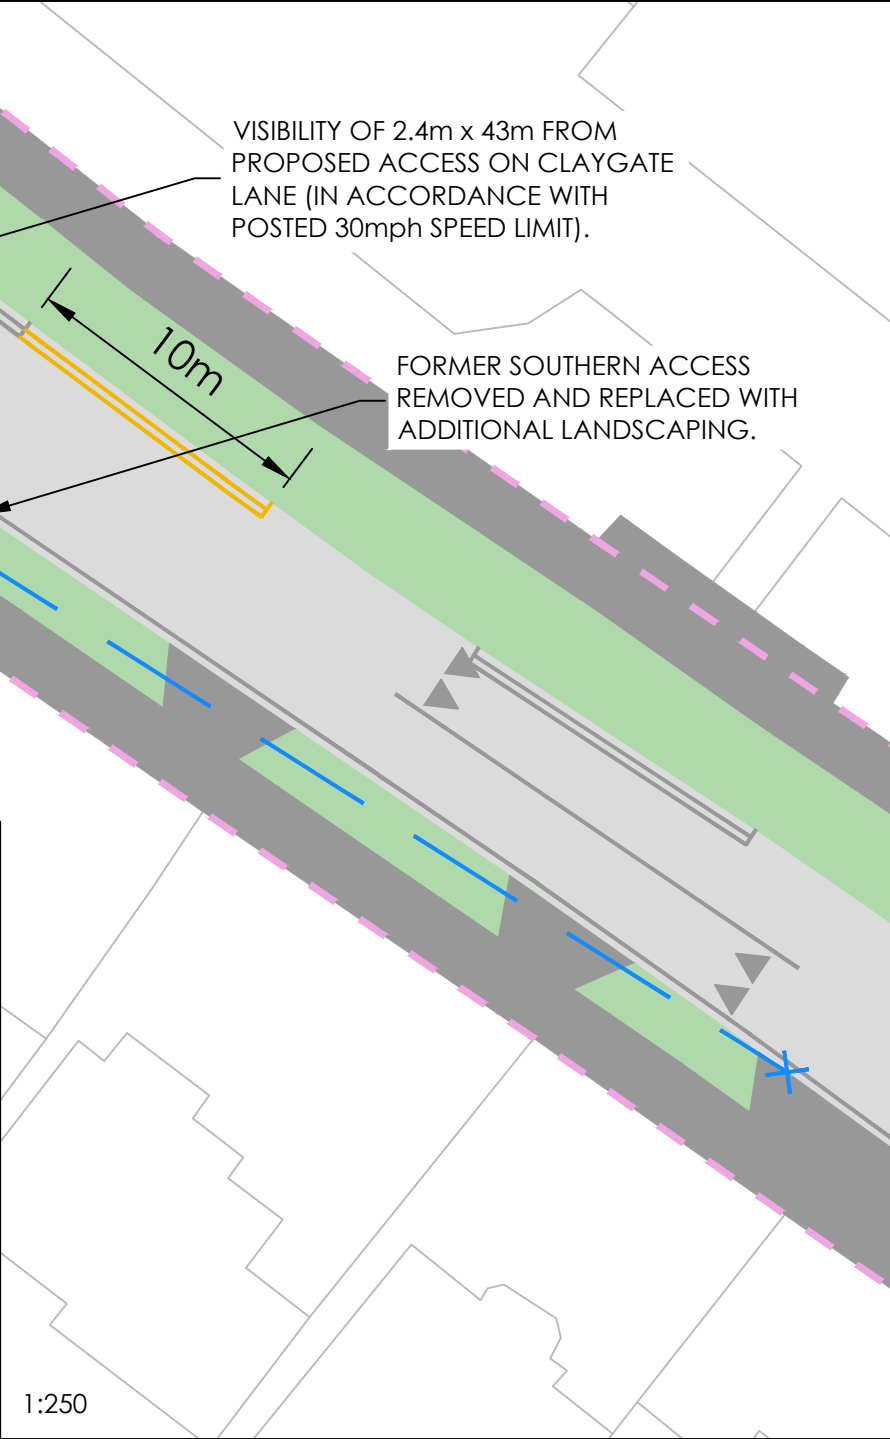 VISIBILITY OF 2.4m x 43m FROM
PROPOSED ACCESS ON CLAYGATE
LANE (IN ACCORDANCE WITH
POSTED 30mph SPEED LIMIT).
10m
FORMER SOUTHERN ACCESS
REMOVED AND REPLACED WITH
ADDITIONAL LANDSCAPING.
1:250